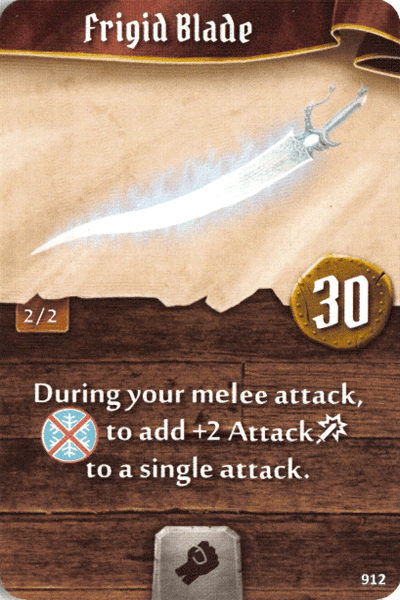 Frigid Blade
30
2/2
During your melee attack,
to add +2 Attack
to a single attack.
912